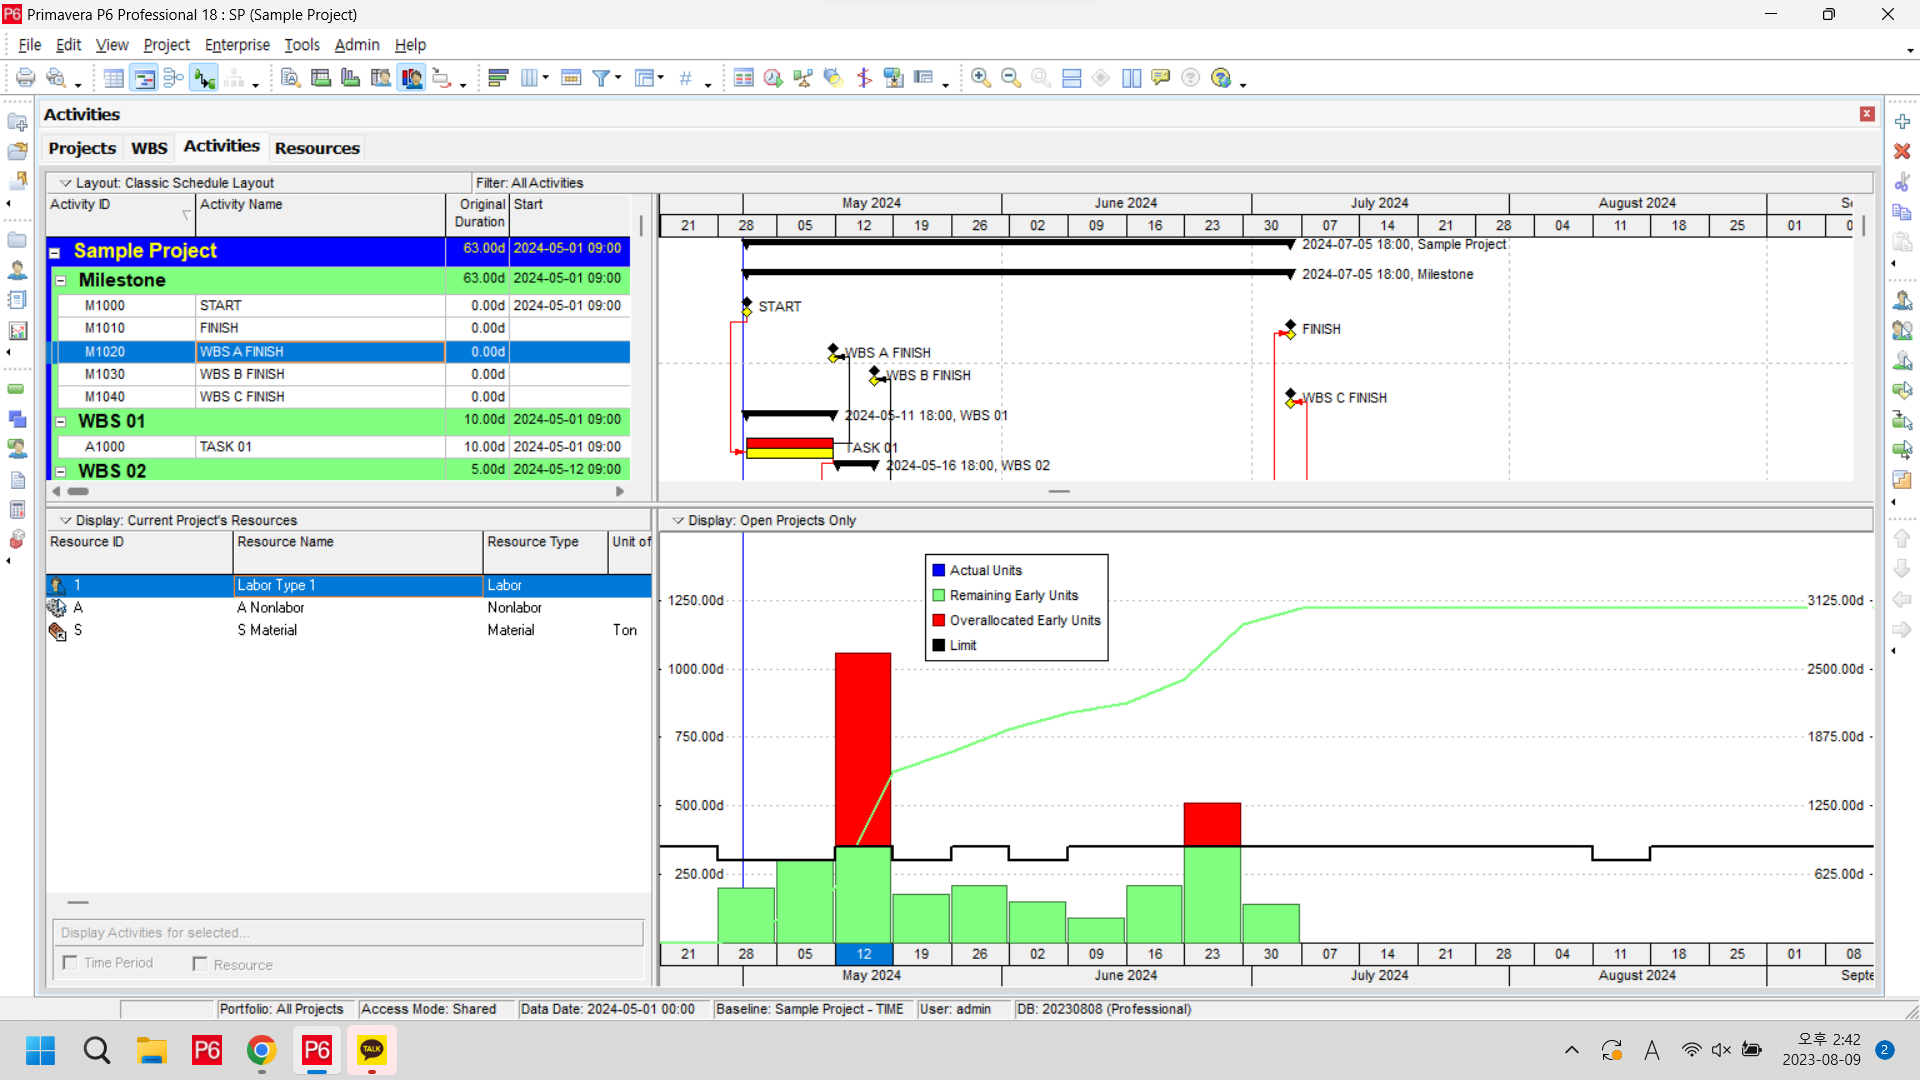 P6 Primavera P6 Professional 18 : SP (Sample Project)
File Edit View Project Enterprise Tools Admin Help
Activities
Projects WBS Activities Resources
Layout: Classic Schedule Layout Filter: All Activities
Activity ID Activity Name Original Duration Start
Sample Project 63.00d 2024-05-01 09:00
Milestone 63.00d 2024-05-01 09:00
M1000 START 0.00d 2024-05-01 09:00
M1010 FINISH 0.00d
M1020 WBS A FINISH 0.00d
M1030 WBS B FINISH 0.00d
M1040 WBS C FINISH 0.00d
WBS 01 10.00d 2024-05-01 09:00
A1000 TASK 01 10.00d 2024-05-01 09:00
WBS 02 5.00d 2024-05-12 09:00
May 2024 June 2024 July 2024 August 2024 S
21 28 05 12 19 26 02 09 16 23 30 07 14 21 28 04 11 18 25 01 0
2024-07-05 18:00, Sample Project
2024-07-05 18:00, Milestone
START
FINISH
WBS A FINISH
WBS B FINISH
WBS C FINISH
2024-05-11 18:00, WBS 01
TASK 01
2024-05-16 18:00, WBS 02
Display: Current Project's Resources
Resource ID Resource Name Resource Type Unit of
1 Labor Type 1 Labor
A A Nonlabor Nonlabor
S S Material Material Ton
Display Activities for selected...
Time Period Resource
Display: Open Projects Only
Actual Units
Remaining Early Units
Overallocated Early Units
Limit
1250.00d 3125.00d
1000.00d 2500.00d
750.00d 1875.00d
500.00d 1250.00d
250.00d 625.00d
21 28 05 12 19 26 02 09 16 23 30 07 14 21 28 04 11 18 25 01 08
May 2024 June 2024 July 2024 August 2024 Septe
Portfolio: All Projects Access Mode: Shared Data Date: 2024-05-01 00:00 Baseline: Sample Project - TIME User: admin DB: 20230808 (Professional)
P6 P6 TALK A 오후 2:42
2023-08-09 2